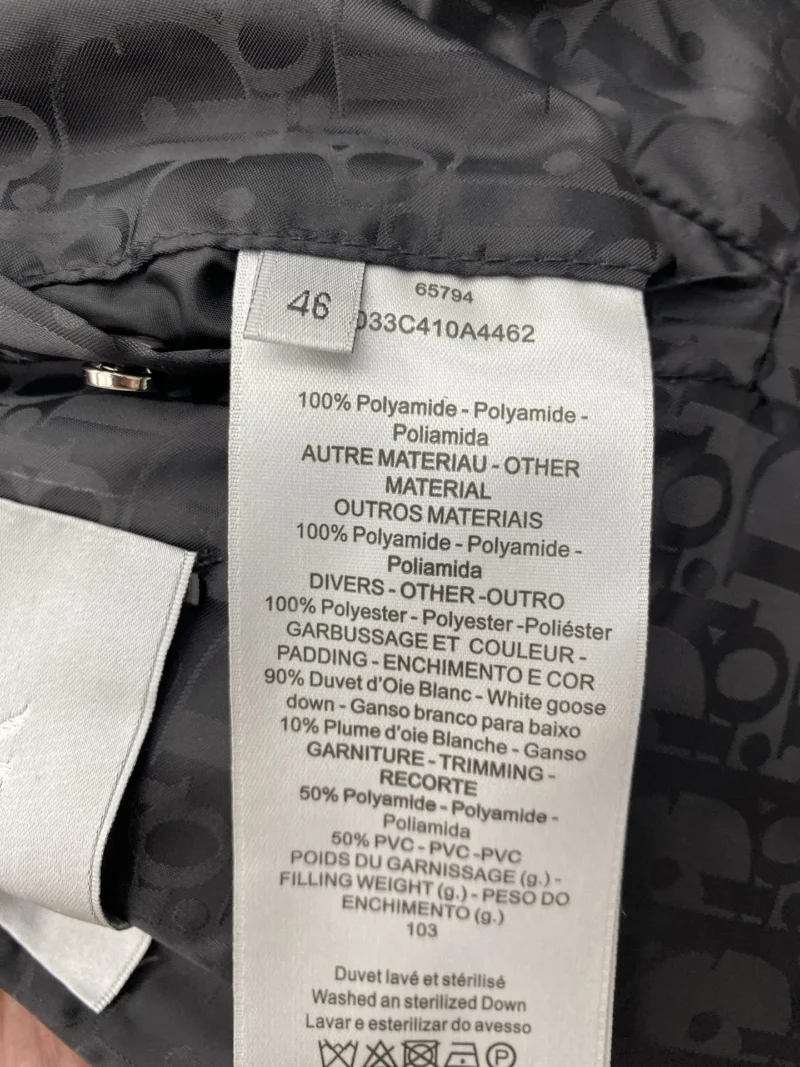 46
65794
033C410A4462
100% Polyamide - Polyamide -
Poliamida
AUTRE MATERIAU - OTHER
MATERIAL
OUTROS MATERIAIS
100% Polyamide - Polyamide -
Poliamida
DIVERS - OTHER -OUTRO
100% Polyester - Polyester -Poliéster
GARBUSSAGE ET COULEUR -
PADDING - ENCHIMENTO E COR
90% Duvet d'Oie Blanc - White goose
down - Ganso branco para baixo
10% Plume d'oie Blanche - Ganso
GARNITURE - TRIMMING -
RECORTE
50% Polyamide - Polyamide -
Poliamida
50% PVC - PVC -PVC
POIDS DU GARNISSAGE (g.) -
FILLING WEIGHT (g.) - PESO DO
ENCHIMENTO (g.)
103
Duvet lavé et stérilisé
Washed an sterilized Down
Lavar e esterilizar do avesso
P